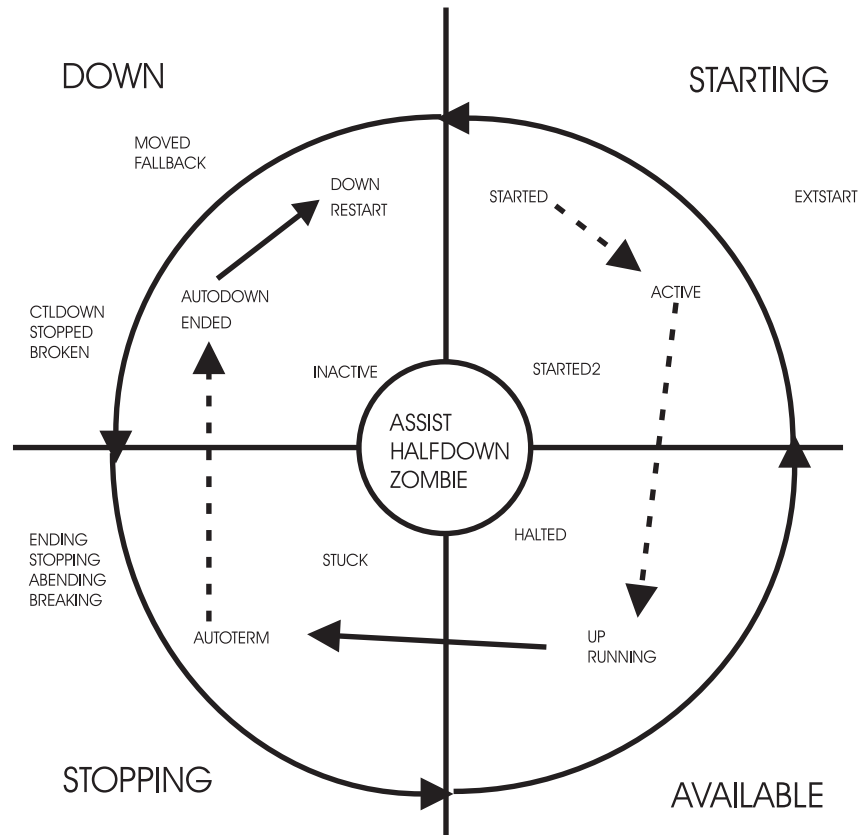 DOWN
STARTING
MOVED
FALLBACK
DOWN
RESTART
STARTED
EXTSTART
AUTODOWN
ENDED
ACTIVE
CTLDOWN
STOPPED
BROKEN
INACTIVE
STARTED2
ASSIST
HALFDOWN
ZOMBIE
ENDING
STOPPING
ABENDING
BREAKING
STUCK
HALTED
AUTOTERM
UP
RUNNING
STOPPING
AVAILABLE